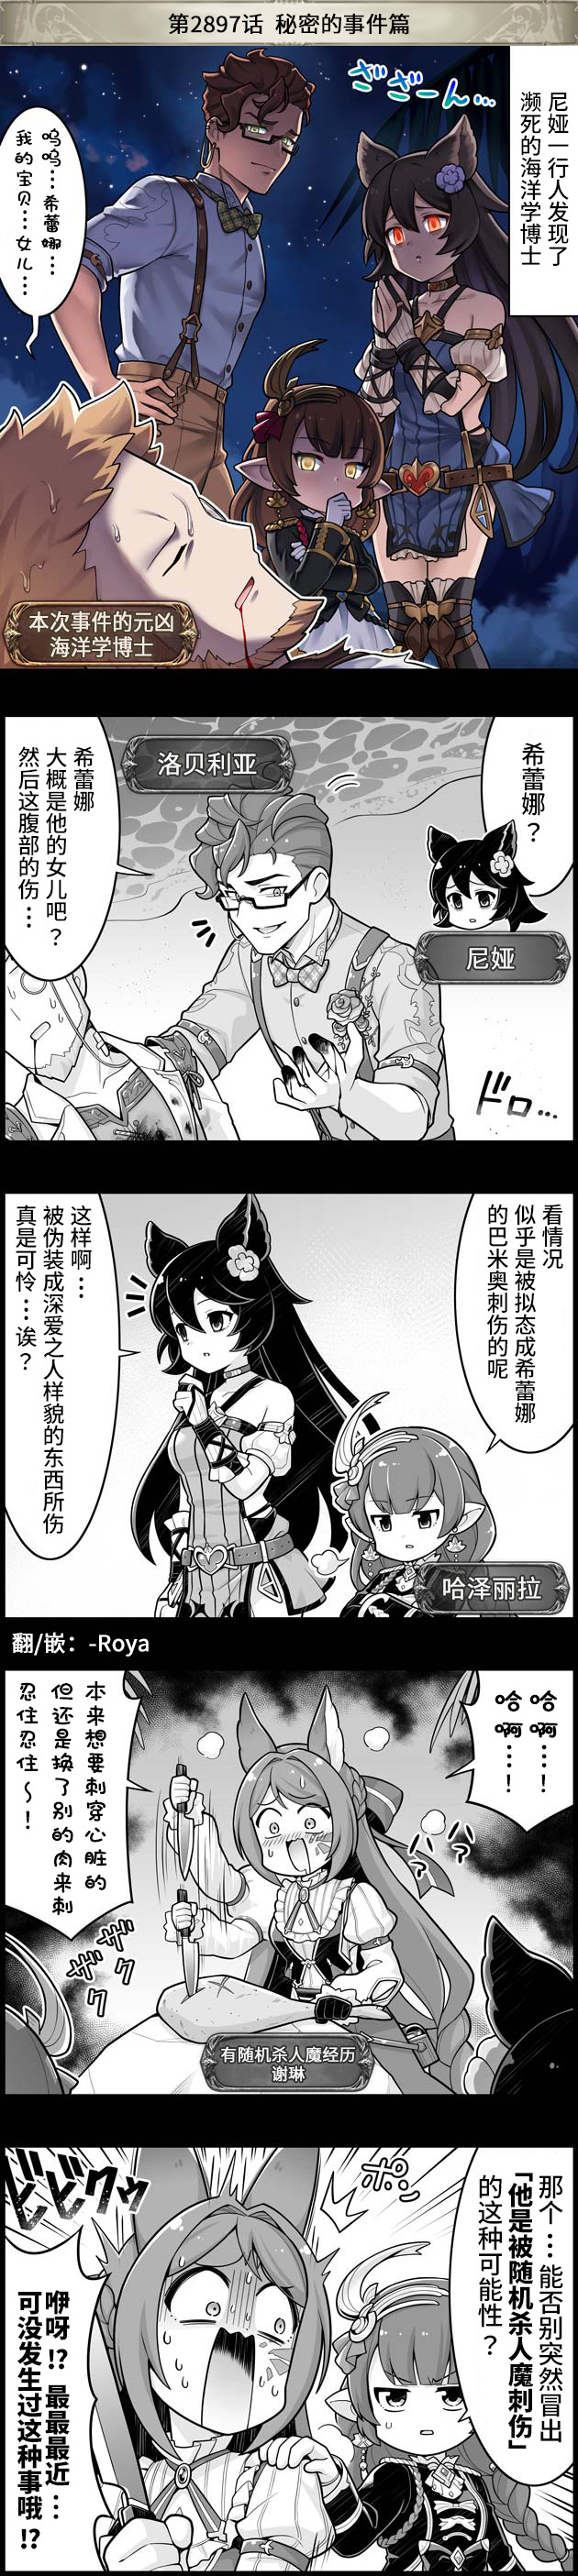 第2897话 秘密的事件篇
尼娅一行人发现了
濒死的海洋学博士
ざざーん…
呜呜…希蕾娜…
我的宝贝…女儿…
本次事件的元凶
海洋学博士
希蕾娜？
尼娅
洛贝利亚
希蕾娜
大概是他的女儿吧？
然后这腹部的伤…
ドロ…
看情况
似乎是被拟态成希蕾娜
的巴米奥刺伤的呢
哈泽丽拉
这样啊…
被伪装成深爱之人样貌的东西所伤
真是可怜…诶？
翻/嵌：-Roya
哈啊…！
哈啊…！
ハァ
ハァ
本来想要刺穿心脏的
但还是换了别的肉来刺
忍住忍住～！
ザクザク
有随机杀人魔经历
谢琳
那个…能否别突然冒出
「他是被随机杀人魔刺伤」
的这种可能性？
ポン
ビビクゥッ
咿呀⁉最最最近…
可没发生过这种事哦⁉